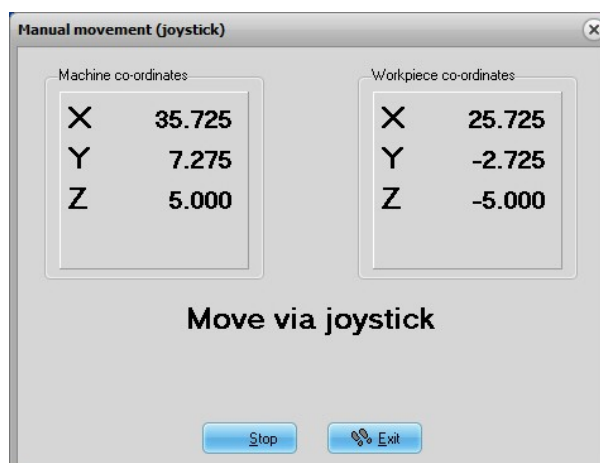 Manual movement (joystick)
Machine co-ordinates
X 35.725
Y 7.275
Z 5.000
Workpiece co-ordinates
X 25.725
Y -2.725
Z -5.000
Move via joystick
Stop
Exit